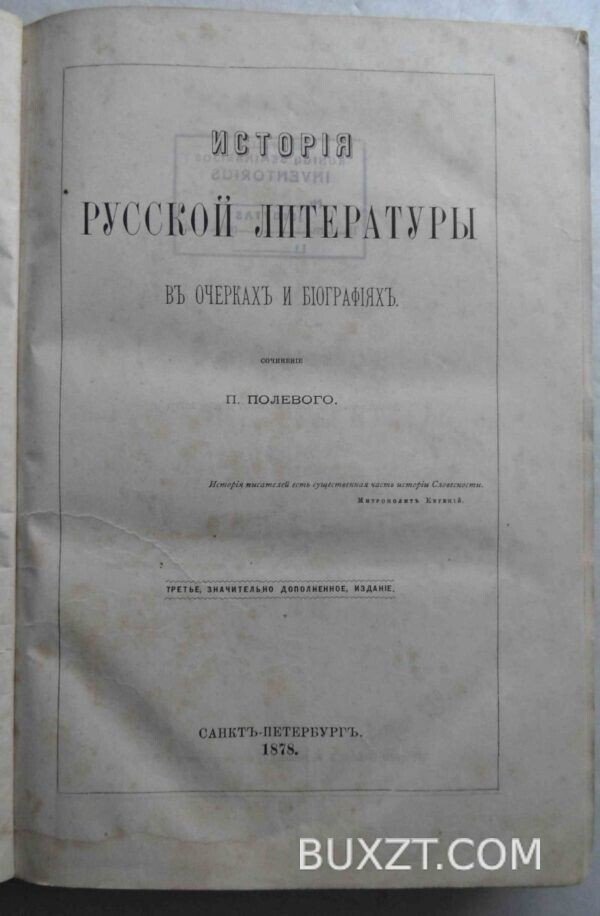 ИСТОРІЯ
РУССКОЙ ЛИТЕРАТУРЫ
ВЪ ОЧЕРКАХЪ И БІОГРАФІЯХЪ.
СОЧИНЕНІЕ
П. ПОЛЕВОГО.
Исторія писателей есть существенная часть исторіи Словесности.
Митрополитъ Евгеній.
ТРЕТЬЕ, ЗНАЧИТЕЛЬНО ДОПОЛНЕННОЕ, ИЗДАНІЕ.
САНКТЪ-ПЕТЕРБУРГЪ.
1878.
BUXZT.COM